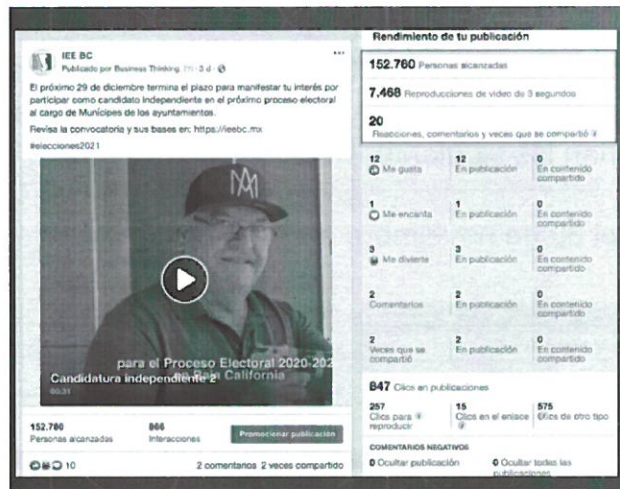 IEE BC
Publicado por Business Thinking · 3 d ·
El próximo 29 de diciembre termina el plazo para manifestar tu interés por
participar como candidato independiente en el próximo proceso electoral
al cargo de Munícipes de los ayuntamientos.
Revisa la convocatoria y sus bases en: https://ieebc.mx
#elecciones2021
para el Proceso Electoral 2020-202
en Baja California
Candidatura independiente 2
00:31
152.760
Personas alcanzadas
866
Interacciones
Promocionar publicación
10
2 comentarios 2 veces compartido
Rendimiento de tu publicación
152.760 Personas alcanzadas
7.468 Reproducciones de video de 3 segundos
20
Reacciones, comentarios y veces que se compartió
12
Me gusta
12
En publicación
0
En contenido
compartido
1
Me encanta
1
En publicación
0
En contenido
compartido
3
Me divierte
3
En publicación
0
En contenido
compartido
2
Comentarios
2
En publicación
0
En contenido
compartido
2
Veces que se
compartió
2
En publicación
0
En contenido
compartido
847 Clics en publicaciones
257
Clics para
reproducir
15
Clics en el enlace
575
Clics de otro tipo
COMENTARIOS NEGATIVOS
0 Ocultar publicación
0 Ocultar todas las
publicaciones